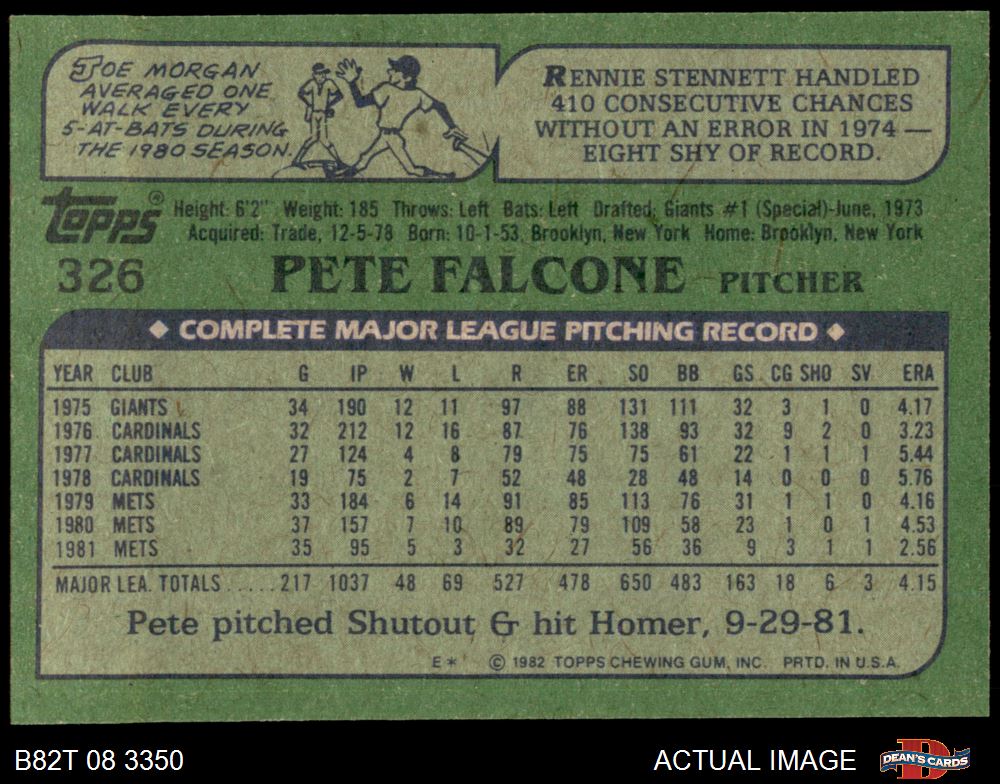 JOE MORGAN
AVERAGED ONE
WALK EVERY
5-AT-BATS DURING
THE 1980 SEASON.
RENNIE STENNETT HANDLED
410 CONSECUTIVE CHANCES
WITHOUT AN ERROR IN 1974 —
EIGHT SHY OF RECORD.
TOPPS® Height: 6'2" Weight: 185 Throws: Left Bats: Left Drafted: Giants #1 (Special)-June, 1973
Acquired: Trade, 12-5-78 Born: 10-1-53, Brooklyn, New York Home: Brooklyn, New York
326 PETE FALCONE PITCHER
◆ COMPLETE MAJOR LEAGUE PITCHING RECORD ◆
YEAR CLUB G IP W L R ER SO BB GS CG SHO SV ERA
1975 GIANTS 34 190 12 11 97 88 131 111 32 3 1 0 4.17
1976 CARDINALS 32 212 12 16 87 76 138 93 32 9 2 0 3.23
1977 CARDINALS 27 124 4 8 79 75 75 61 22 1 1 1 5.44
1978 CARDINALS 19 75 2 7 52 48 28 48 14 0 0 0 5.76
1979 METS 33 184 6 14 91 85 113 76 31 1 1 0 4.16
1980 METS 37 157 7 10 89 79 109 58 23 1 0 1 4.53
1981 METS 35 95 5 3 32 27 56 36 9 3 1 1 2.56
MAJOR LEA. TOTALS .....217 1037 48 69 527 478 650 483 163 18 6 3 4.15
Pete pitched Shutout & hit Homer, 9-29-81.
E* © 1982 TOPPS CHEWING GUM, INC. PRTD. IN U.S.A.
B82T 08 3350
ACTUAL IMAGE
D
DEAN'S CARDS